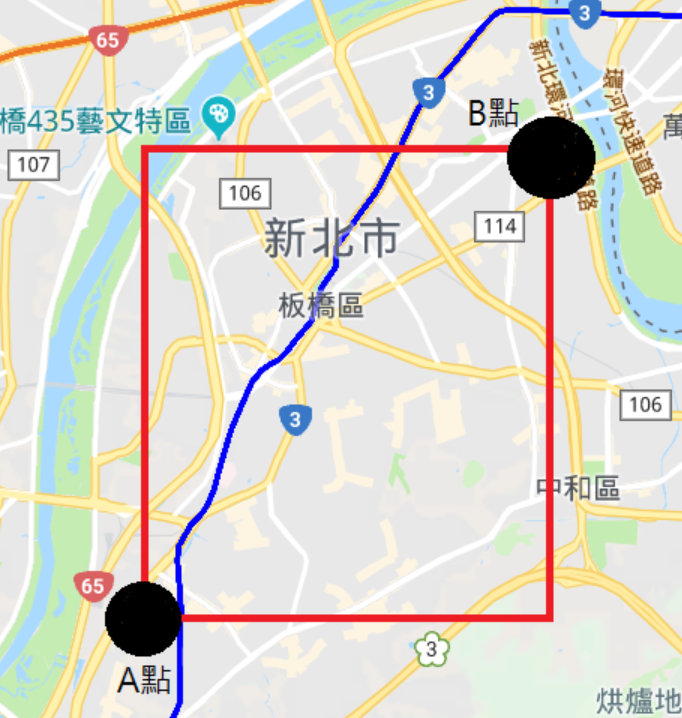 3
65
3
新北環河
環河快速道路
橋435藝文特區
B點
萬
107
106
道路
114
新北市
板橋區
3
106
中和區
65
3
A點
烘爐地